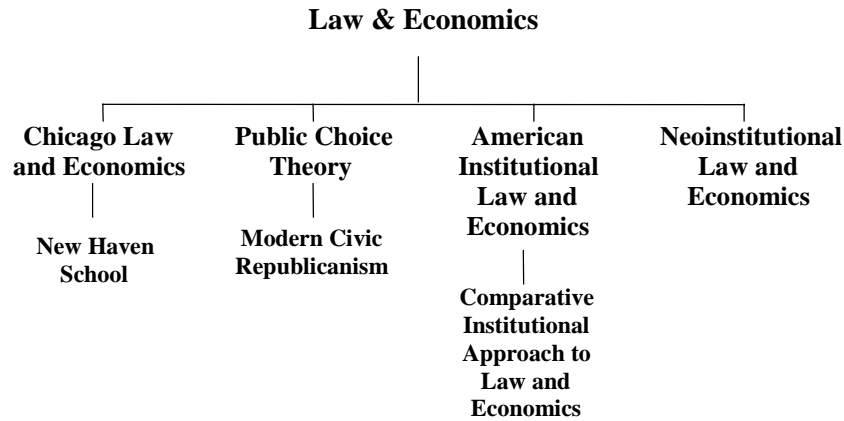 Law & Economics
Chicago Law
and Economics
Public Choice
Theory
American
Institutional
Law and
Economics
Neoinstitutional
Law and
Economics
New Haven
School
Modern Civic
Republicanism
Comparative
Institutional
Approach to
Law and
Economics